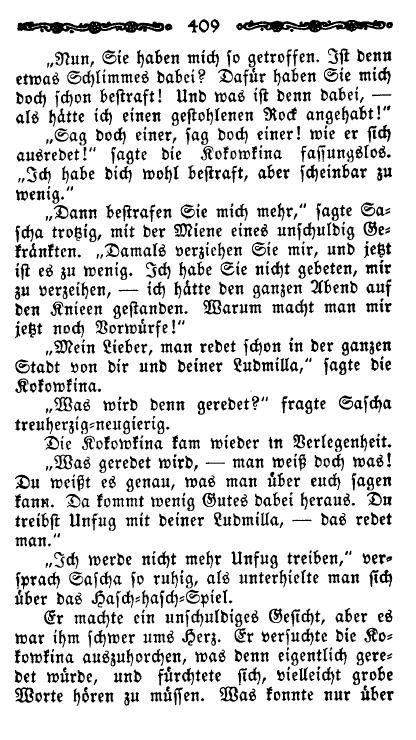 409
„Nun, Sie haben mich so getroffen. Ist denn
etwas Schlimmes dabei? Dafür haben Sie mich
doch schon bestraft! Und was ist denn dabei, —
als hätte ich einen gestohlenen Rock angehabt!“
„Sag doch einer, sag doch einer! wie er sich
ausredet!“ sagte die Kokowkina fassungslos.
„Ich habe dich wohl bestraft, aber scheinbar zu
wenig.“
„Dann bestrafen Sie mich mehr,“ sagte Sa-
scha trotzig, mit der Miene eines unschuldig Ge-
kränkten. „Damals verziehen Sie mir, und jetzt
ist es zu wenig. Ich habe Sie nicht gebeten, mir
zu verzeihen, — ich hätte den ganzen Abend auf
den Knieen gestanden. Warum macht man mir
jetzt noch Vorwürfe!“
„Mein Lieber, man redet schon in der ganzen
Stadt von dir und deiner Ludmilla,“ sagte die
Kokowkina.
„Was wird denn geredet?“ fragte Sascha
treuherzig-neugierig.
Die Kokowkina kam wieder in Verlegenheit.
„Was geredet wird, — man weiß doch was!
Du weißt es genau, was man über euch sagen
kann. Da kommt wenig Gutes dabei heraus. Du
treibst Unfug mit deiner Ludmilla, — das redet
man.“
„Ich werde nicht mehr Unfug treiben,“ ver-
sprach Sascha so ruhig, als unterhielte man sich
über das Hasch-hasch-Spiel.
Er machte ein unschuldiges Gesicht, aber es
war ihm schwer ums Herz. Er versuchte die Ko-
kowkina auszuhorchen, was denn eigentlich gere-
det würde, und fürchtete sich, vielleicht grobe
Worte hören zu müssen. Was konnte nur über